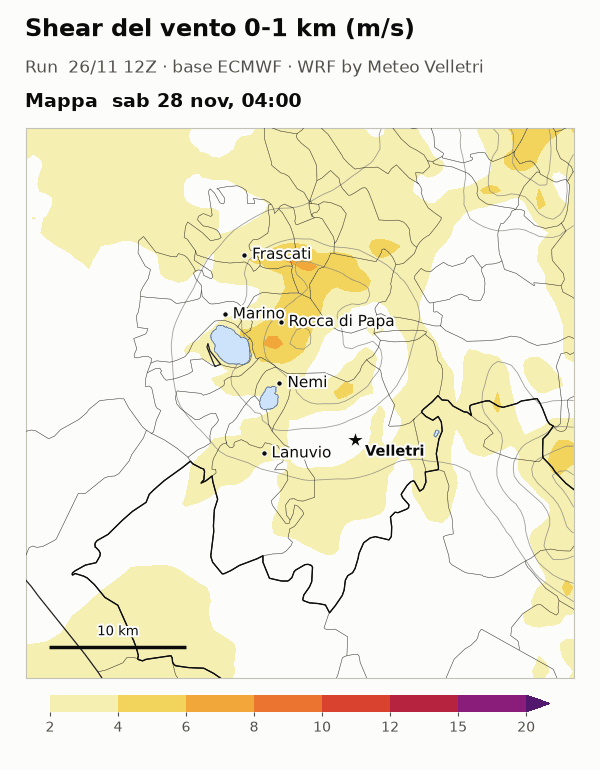 Shear del vento 0-1 km (m/s)
Run  26/11 12Z · base ECMWF · WRF by Meteo Velletri
Mappa  sab 28 nov, 04:00
Frascati
Marino
Rocca di Papa
Nemi
Velletri
Lanuvio
10 km
2 4 6 8 10 12 15 20